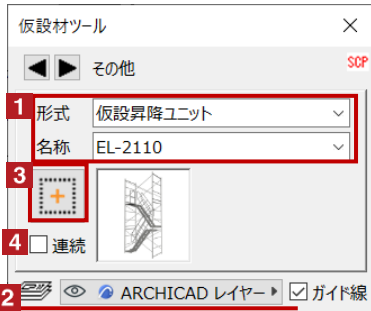 仮設材ツール
その他
SCP
1
形式
仮設昇降ユニット
名称
EL-2110
3
4
連続
2
ARCHICAD レイヤー
ガイド線